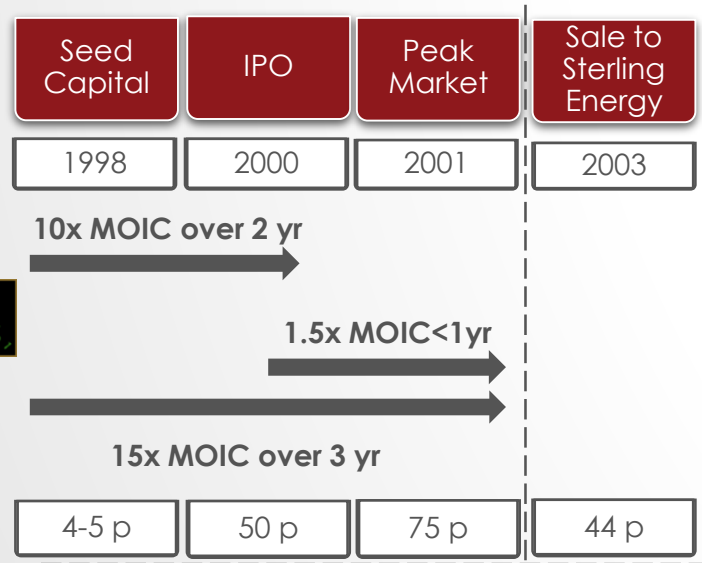 Seed
Capital
IPO
Peak
Market
Sale to
Sterling
Energy
1998
2000
2001
2003
10x MOIC over 2 yr
1.5x MOIC<1yr
15x MOIC over 3 yr
4-5 p
50 p
75 p
44 p